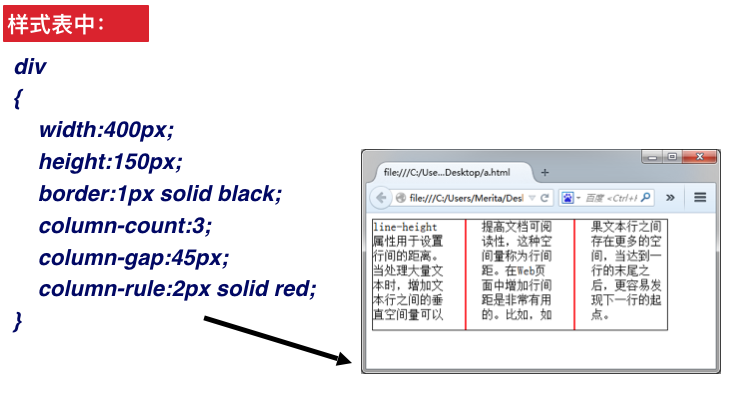 样式表中：
div
{
width:400px;
height:150px;
border:1px solid black;
column-count:3;
column-gap:45px;
column-rule:2px solid red;
}
file:///C:/Use...Desktop/a.html
+
file:///C:/Users/Merita/Desl
百度 <Ctrl+K
line-height
属性用于设置
行间的距离。
当处理大量文
本时，增加文
本行之间的垂
直空间量可以
提高文档可阅
读性，这种空
间量称为行间
距。在Web页
面中增加行间
距是非常有用
的。比如，如
果文本行之间
存在更多的空
间，当达到一
行的末尾之
后，更容易发
现下一行的起
点。